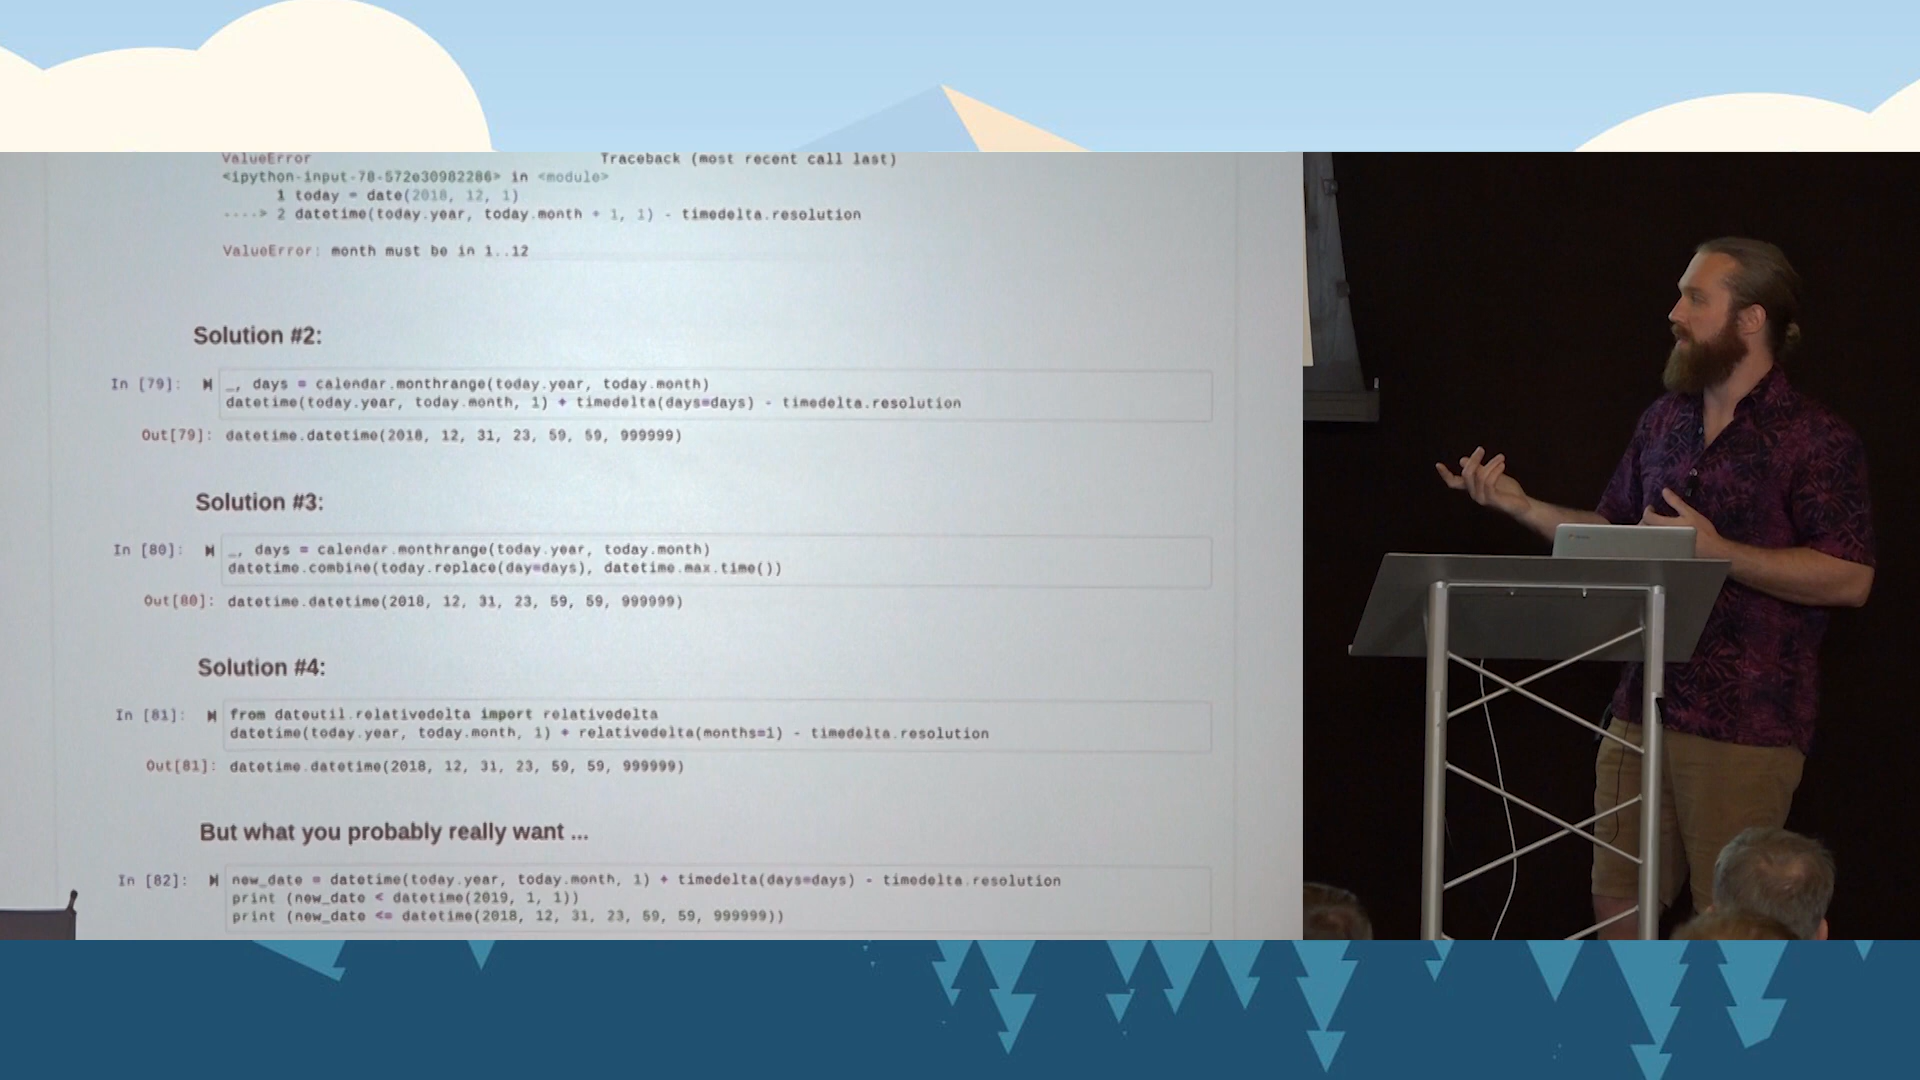 ValueError Traceback (most recent call last)
<ipython-input-78-572e30982286> in <module>
1 today = date(2018, 12, 1)
----> 2 datetime(today.year, today.month + 1, 1) - timedelta.resolution
ValueError: month must be in 1..12
Solution #2:
In [79]: _, days = calendar.monthrange(today.year, today.month)
datetime(today.year, today.month, 1) + timedelta(days=days) - timedelta.resolution
Out[79]: datetime.datetime(2018, 12, 31, 23, 59, 59, 999999)
Solution #3:
In [80]: _, days = calendar.monthrange(today.year, today.month)
datetime.combine(today.replace(day=days), datetime.max.time())
Out[80]: datetime.datetime(2018, 12, 31, 23, 59, 59, 999999)
Solution #4:
In [81]: from dateutil.relativedelta import relativedelta
datetime(today.year, today.month, 1) + relativedelta(months=1) - timedelta.resolution
Out[81]: datetime.datetime(2018, 12, 31, 23, 59, 59, 999999)
But what you probably really want ...
In [82]: new_date = datetime(today.year, today.month, 1) + timedelta(days=days) - timedelta.resolution
print (new_date < datetime(2019, 1, 1))
print (new_date <= datetime(2018, 12, 31, 23, 59, 59, 999999))